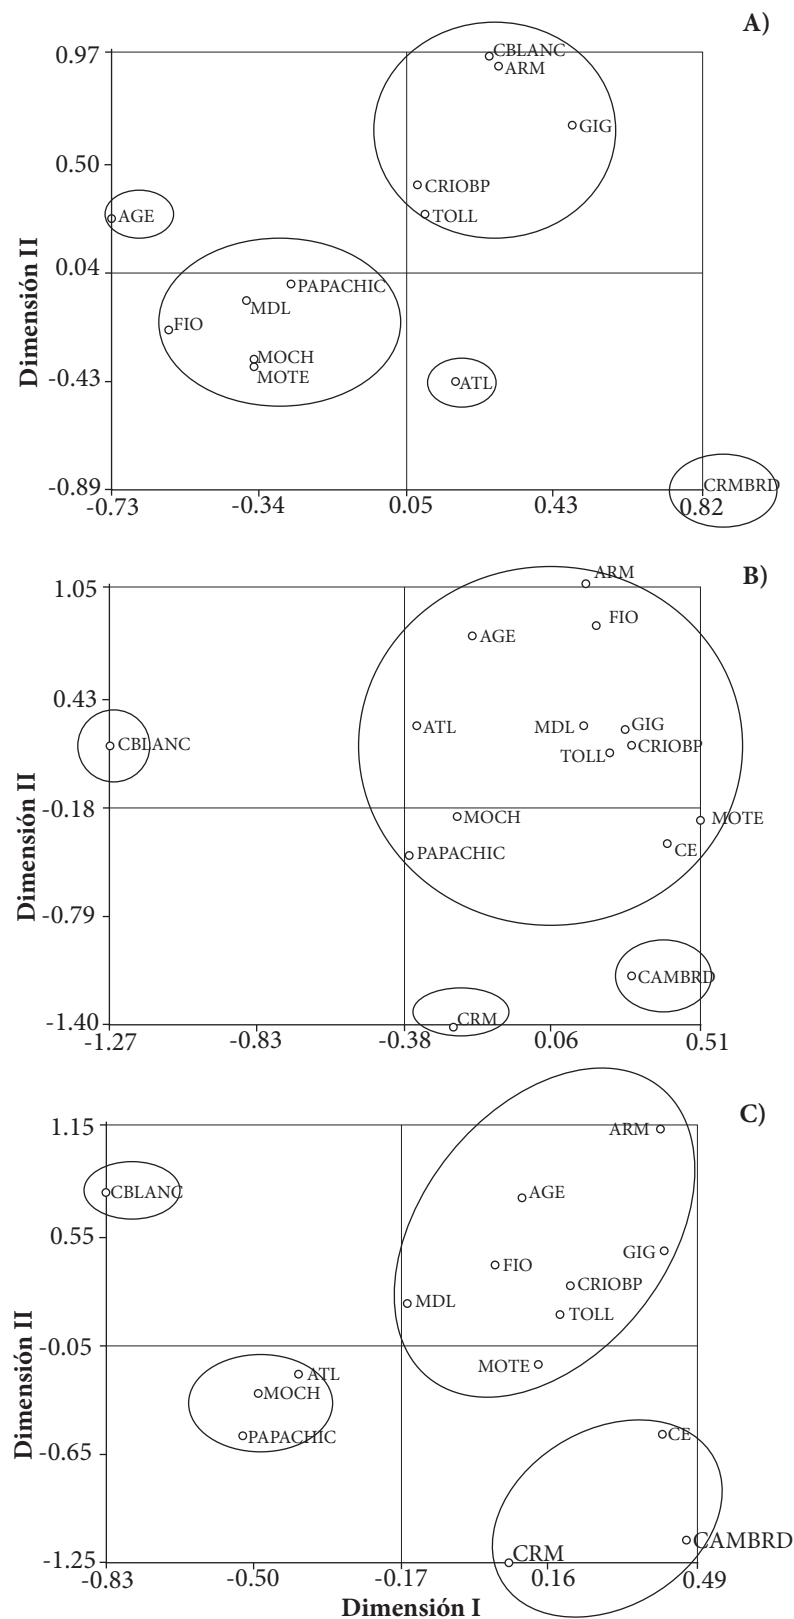 A)
0.97
CBLANC
ARM
GIG
0.50
CRIOBP
AGE
TOLL
Dimensión II
0.04
PAPACHIC
MDL
FIO
MOCH
MOTE
-0.43
ATL
-0.89
CRMBRD
-0.73
-0.34
0.05
0.43
0.82
B)
1.05
ARM
FIO
AGE
0.43
ATL
MDL
GIG
CBLANC
CRIOBP
TOLL
Dimensión II
-0.18
MOCH
MOTE
PAPACHIC
CE
-0.79
CAMBRD
CRM
-1.40
-1.27
-0.83
-0.38
0.06
0.51
C)
1.15
ARM
CBLANC
AGE
0.55
GIG
FIO
CRIOBP
MDL
TOLL
Dimensión II
-0.05
MOTE
ATL
MOCH
PAPACHIC
CE
-0.65
CAMBRD
CRM
-1.25
-0.83
-0.50
-0.17
0.16
0.49
Dimensión I